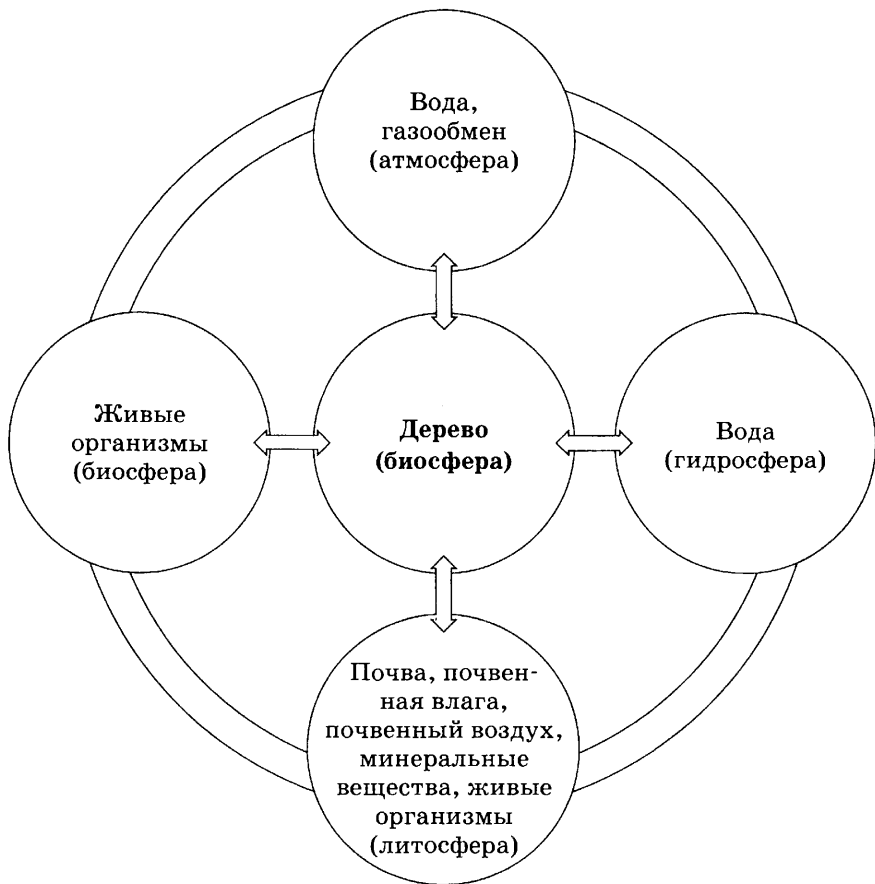 Вода,
газообмен
(атмосфера)
Живые
организмы
(биосфера)
Дерево
(биосфера)
Вода
(гидросфера)
Почва, почвен-
ная влага,
почвенный воздух,
минеральные
вещества, живые
организмы
(литосфера)